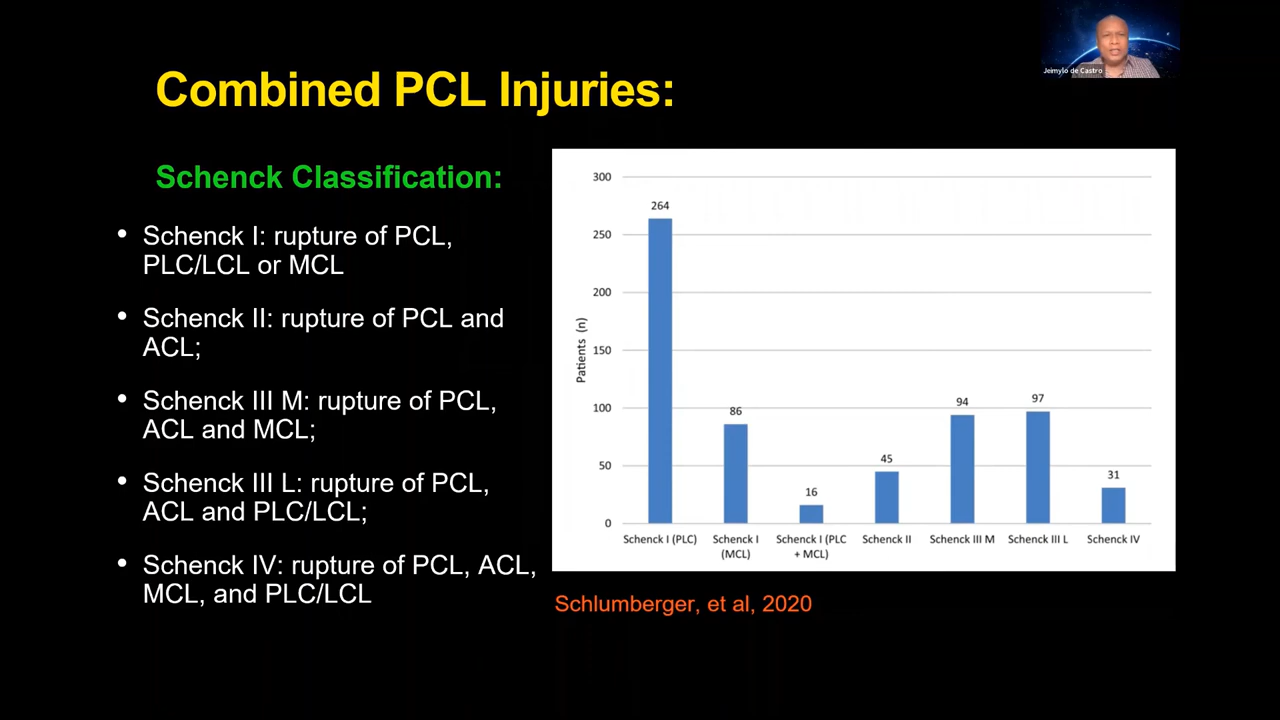 Jeimylo de Castro
Combined PCL Injuries:
Schenck Classification:
• Schenck I: rupture of PCL,
PLC/LCL or MCL
• Schenck II: rupture of PCL and
ACL;
• Schenck III M: rupture of PCL,
ACL and MCL;
• Schenck III L: rupture of PCL,
ACL and PLC/LCL;
• Schenck IV: rupture of PCL, ACL,
MCL, and PLC/LCL
Patients (n)
300
250
200
150
100
50
0
264
86
16
45
94
97
31
Schenck I (PLC)
Schenck I
(MCL)
Schenck I (PLC
+ MCL)
Schenck II
Schenck III M
Schenck III L
Schenck IV
Schlumberger, et al, 2020